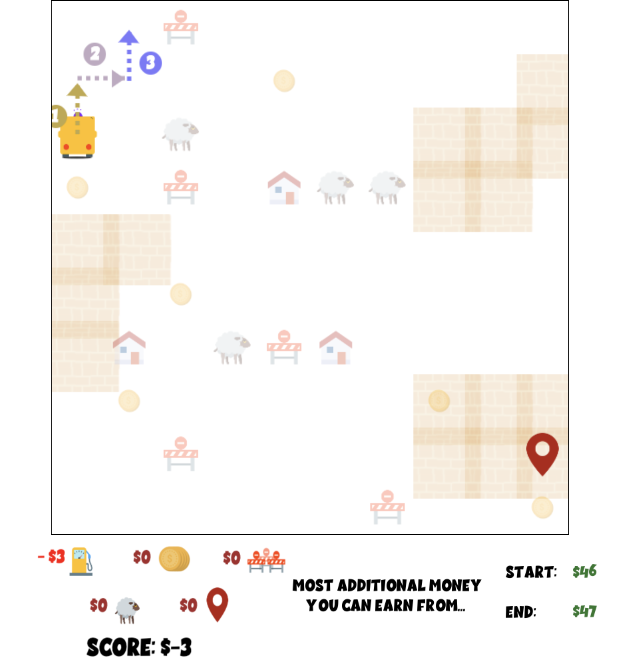 2
3
1
- $3
$0
$0
$0
$0
MOST ADDITIONAL MONEY
YOU CAN EARN FROM...
START: $46
END: $47
SCORE: $-3